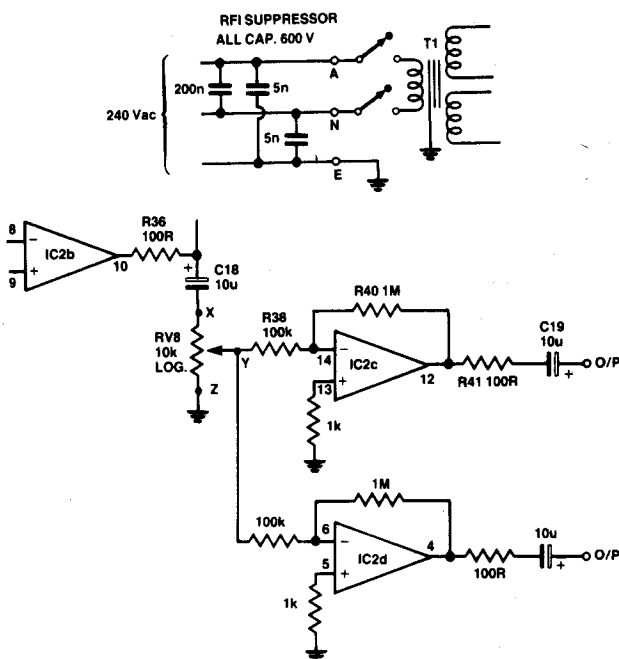 RFI SUPPRESSOR
ALL CAP. 600 V
T1
A
200n
5n
240 Vac
N
5n
E
8
−
R36
100R
IC2b
10
+
9
+
C18
10u
X
R40 1M
R38
100k
C19
10u
RV8
10k
LOG.
Y
14
−
IC2c
12
O/P
+
Z
13
+
R41 100R
1k
1M
100k
6
−
10u
4
IC2d
O/P
5
+
+
100R
1k